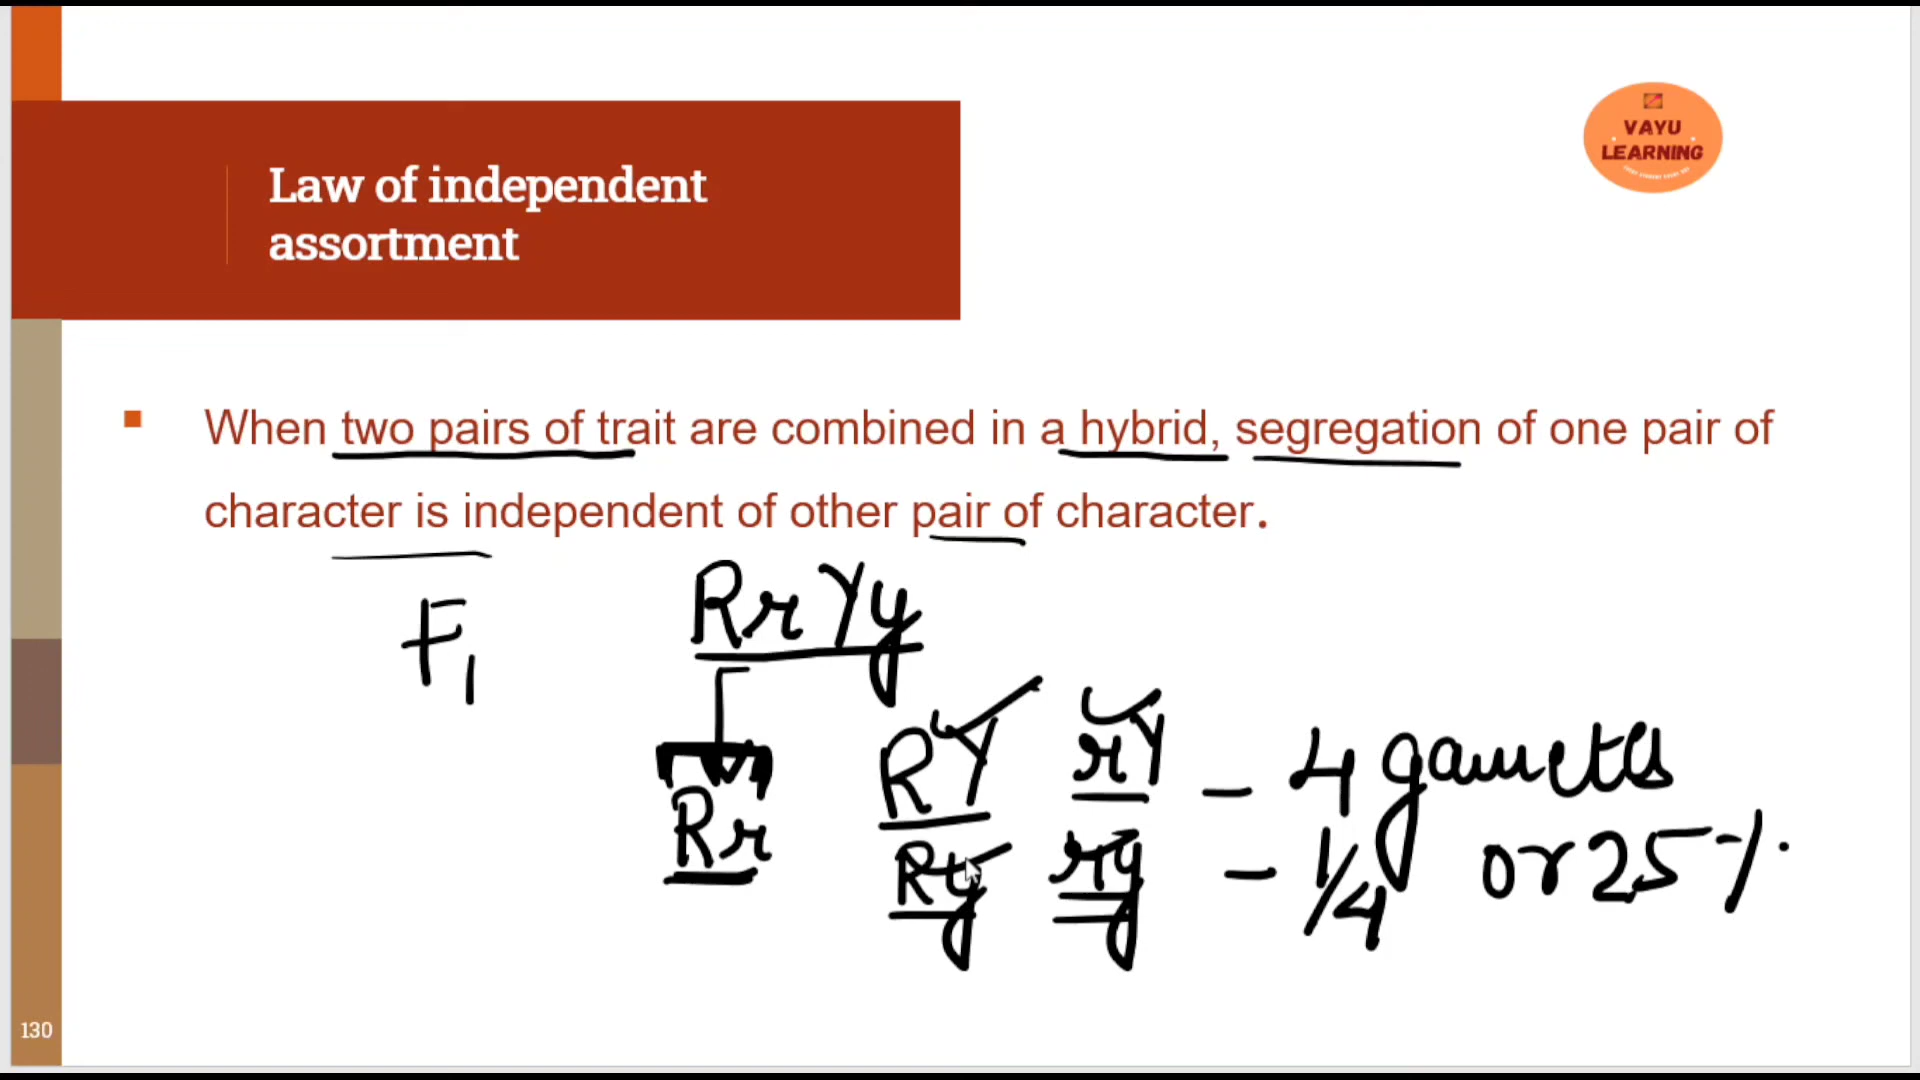 VAYU
LEARNING
Law of independent
assortment
When two pairs of trait are combined in a hybrid, segregation of one pair of
character is independent of other pair of character.
F1
RrYy
RY rY - 4 gametes
Rr
Ry ry - 1/4 or 25%
130